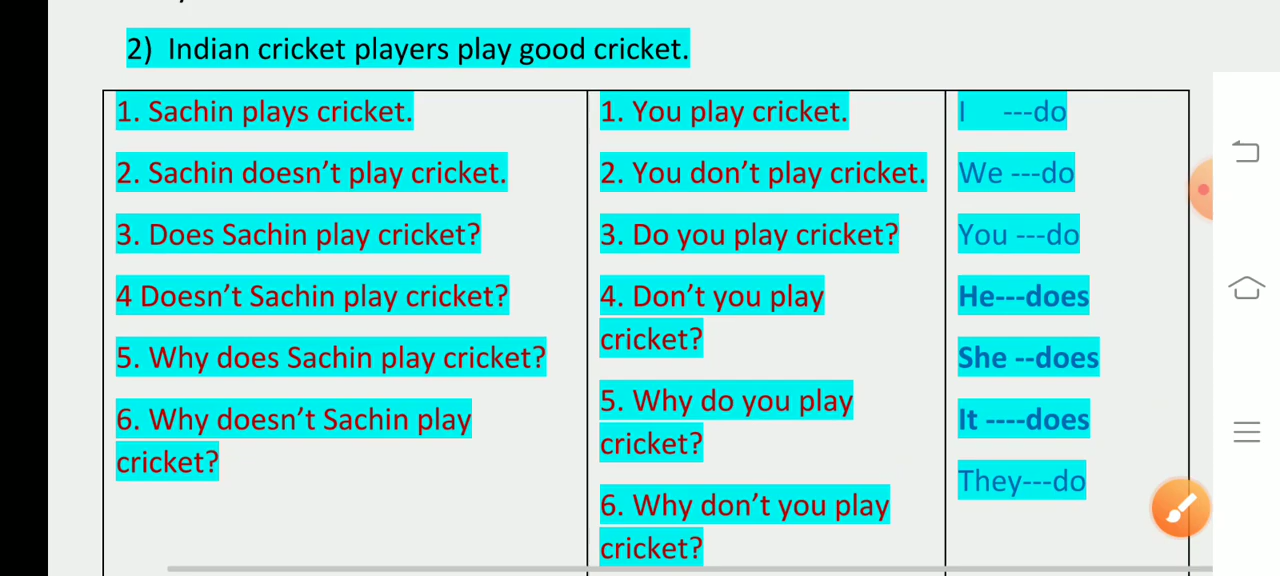 2) Indian cricket players play good cricket.
1. Sachin plays cricket.
2. Sachin doesn’t play cricket.
3. Does Sachin play cricket?
4 Doesn’t Sachin play cricket?
5. Why does Sachin play cricket?
6. Why doesn’t Sachin play
cricket?
1. You play cricket.
2. You don’t play cricket.
3. Do you play cricket?
4. Don’t you play
cricket?
5. Why do you play
cricket?
6. Why don’t you play
cricket?
I ---do
We ---do
You ---do
He---does
She --does
It ----does
They---do